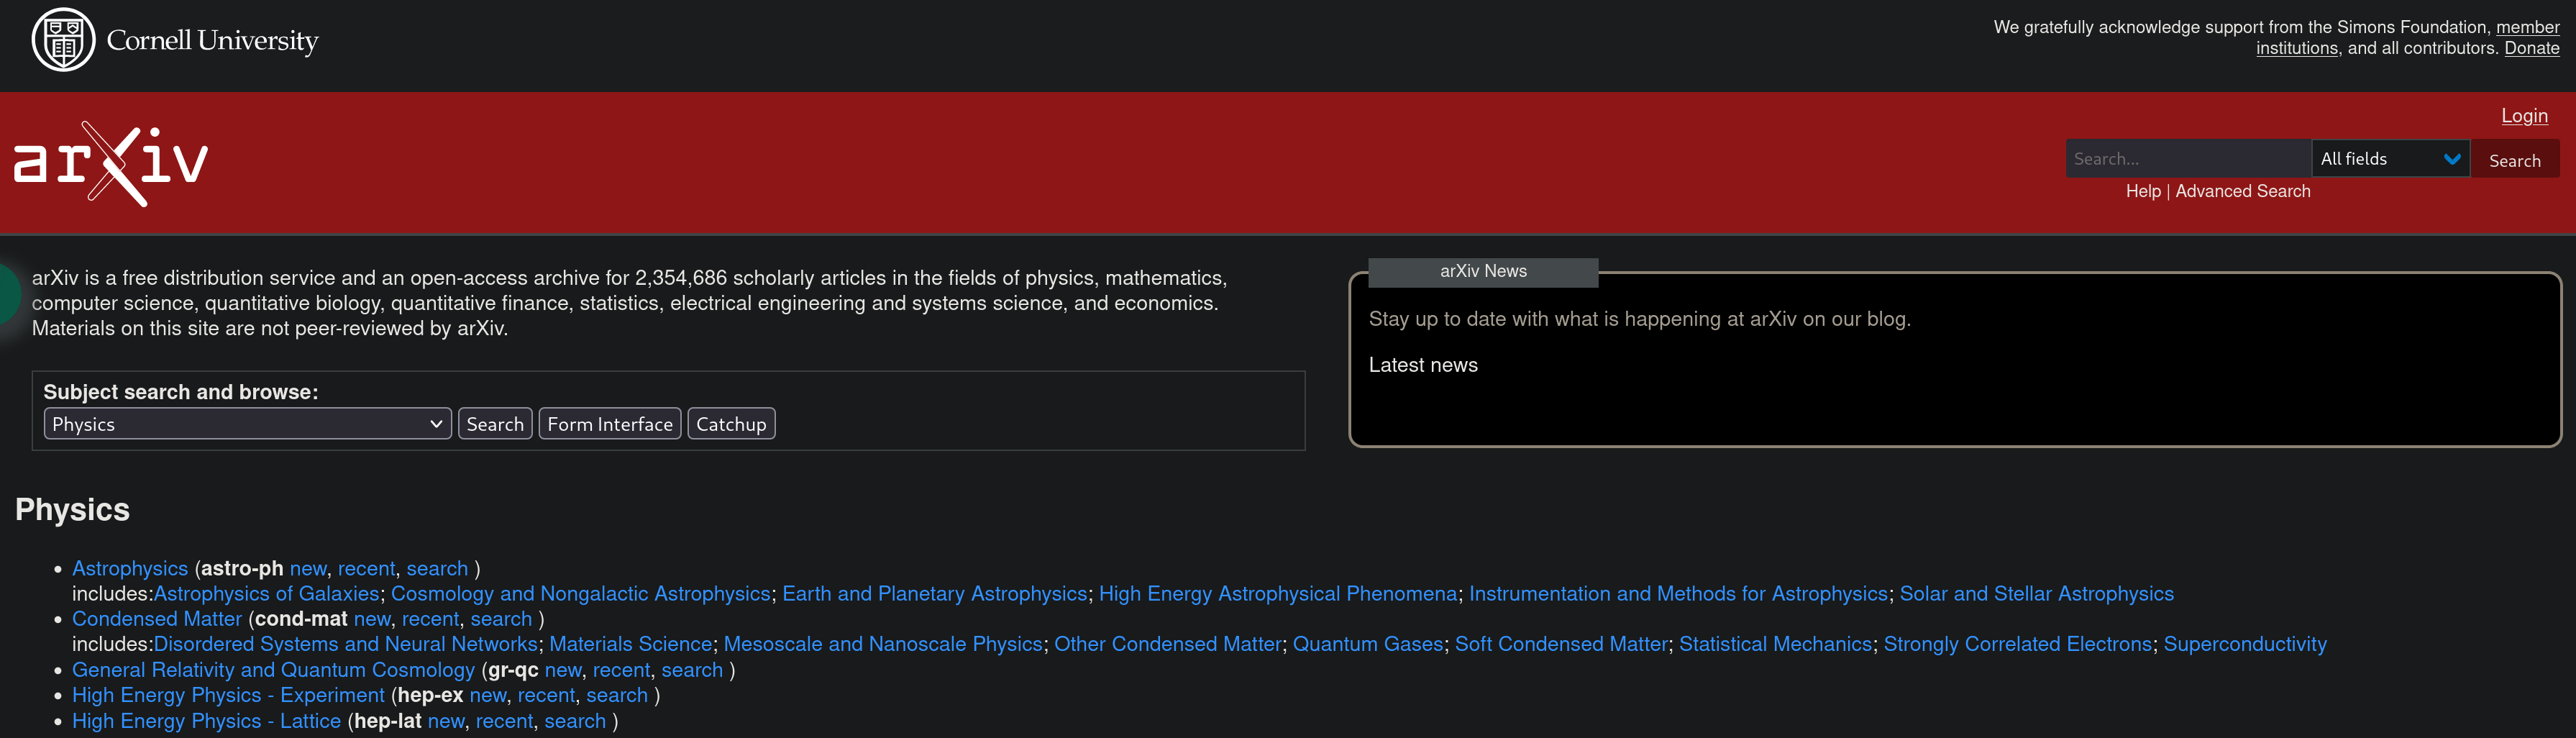 Cornell University
We gratefully acknowledge support from the Simons Foundation, member
institutions, and all contributors. Donate
arXiv
Login
Search...
All fields
Search
Help | Advanced Search
arXiv is a free distribution service and an open-access archive for 2,354,686 scholarly articles in the fields of physics, mathematics,
computer science, quantitative biology, quantitative finance, statistics, electrical engineering and systems science, and economics.
Materials on this site are not peer-reviewed by arXiv.
Subject search and browse:
Physics
Search
Form Interface
Catchup
arXiv News
Stay up to date with what is happening at arXiv on our blog.
Latest news
Physics
• Astrophysics (astro-ph new, recent, search )
includes:Astrophysics of Galaxies; Cosmology and Nongalactic Astrophysics; Earth and Planetary Astrophysics; High Energy Astrophysical Phenomena; Instrumentation and Methods for Astrophysics; Solar and Stellar Astrophysics
• Condensed Matter (cond-mat new, recent, search )
includes:Disordered Systems and Neural Networks; Materials Science; Mesoscale and Nanoscale Physics; Other Condensed Matter; Quantum Gases; Soft Condensed Matter; Statistical Mechanics; Strongly Correlated Electrons; Superconductivity
• General Relativity and Quantum Cosmology (gr-qc new, recent, search )
• High Energy Physics - Experiment (hep-ex new, recent, search )
• High Energy Physics - Lattice (hep-lat new, recent, search )